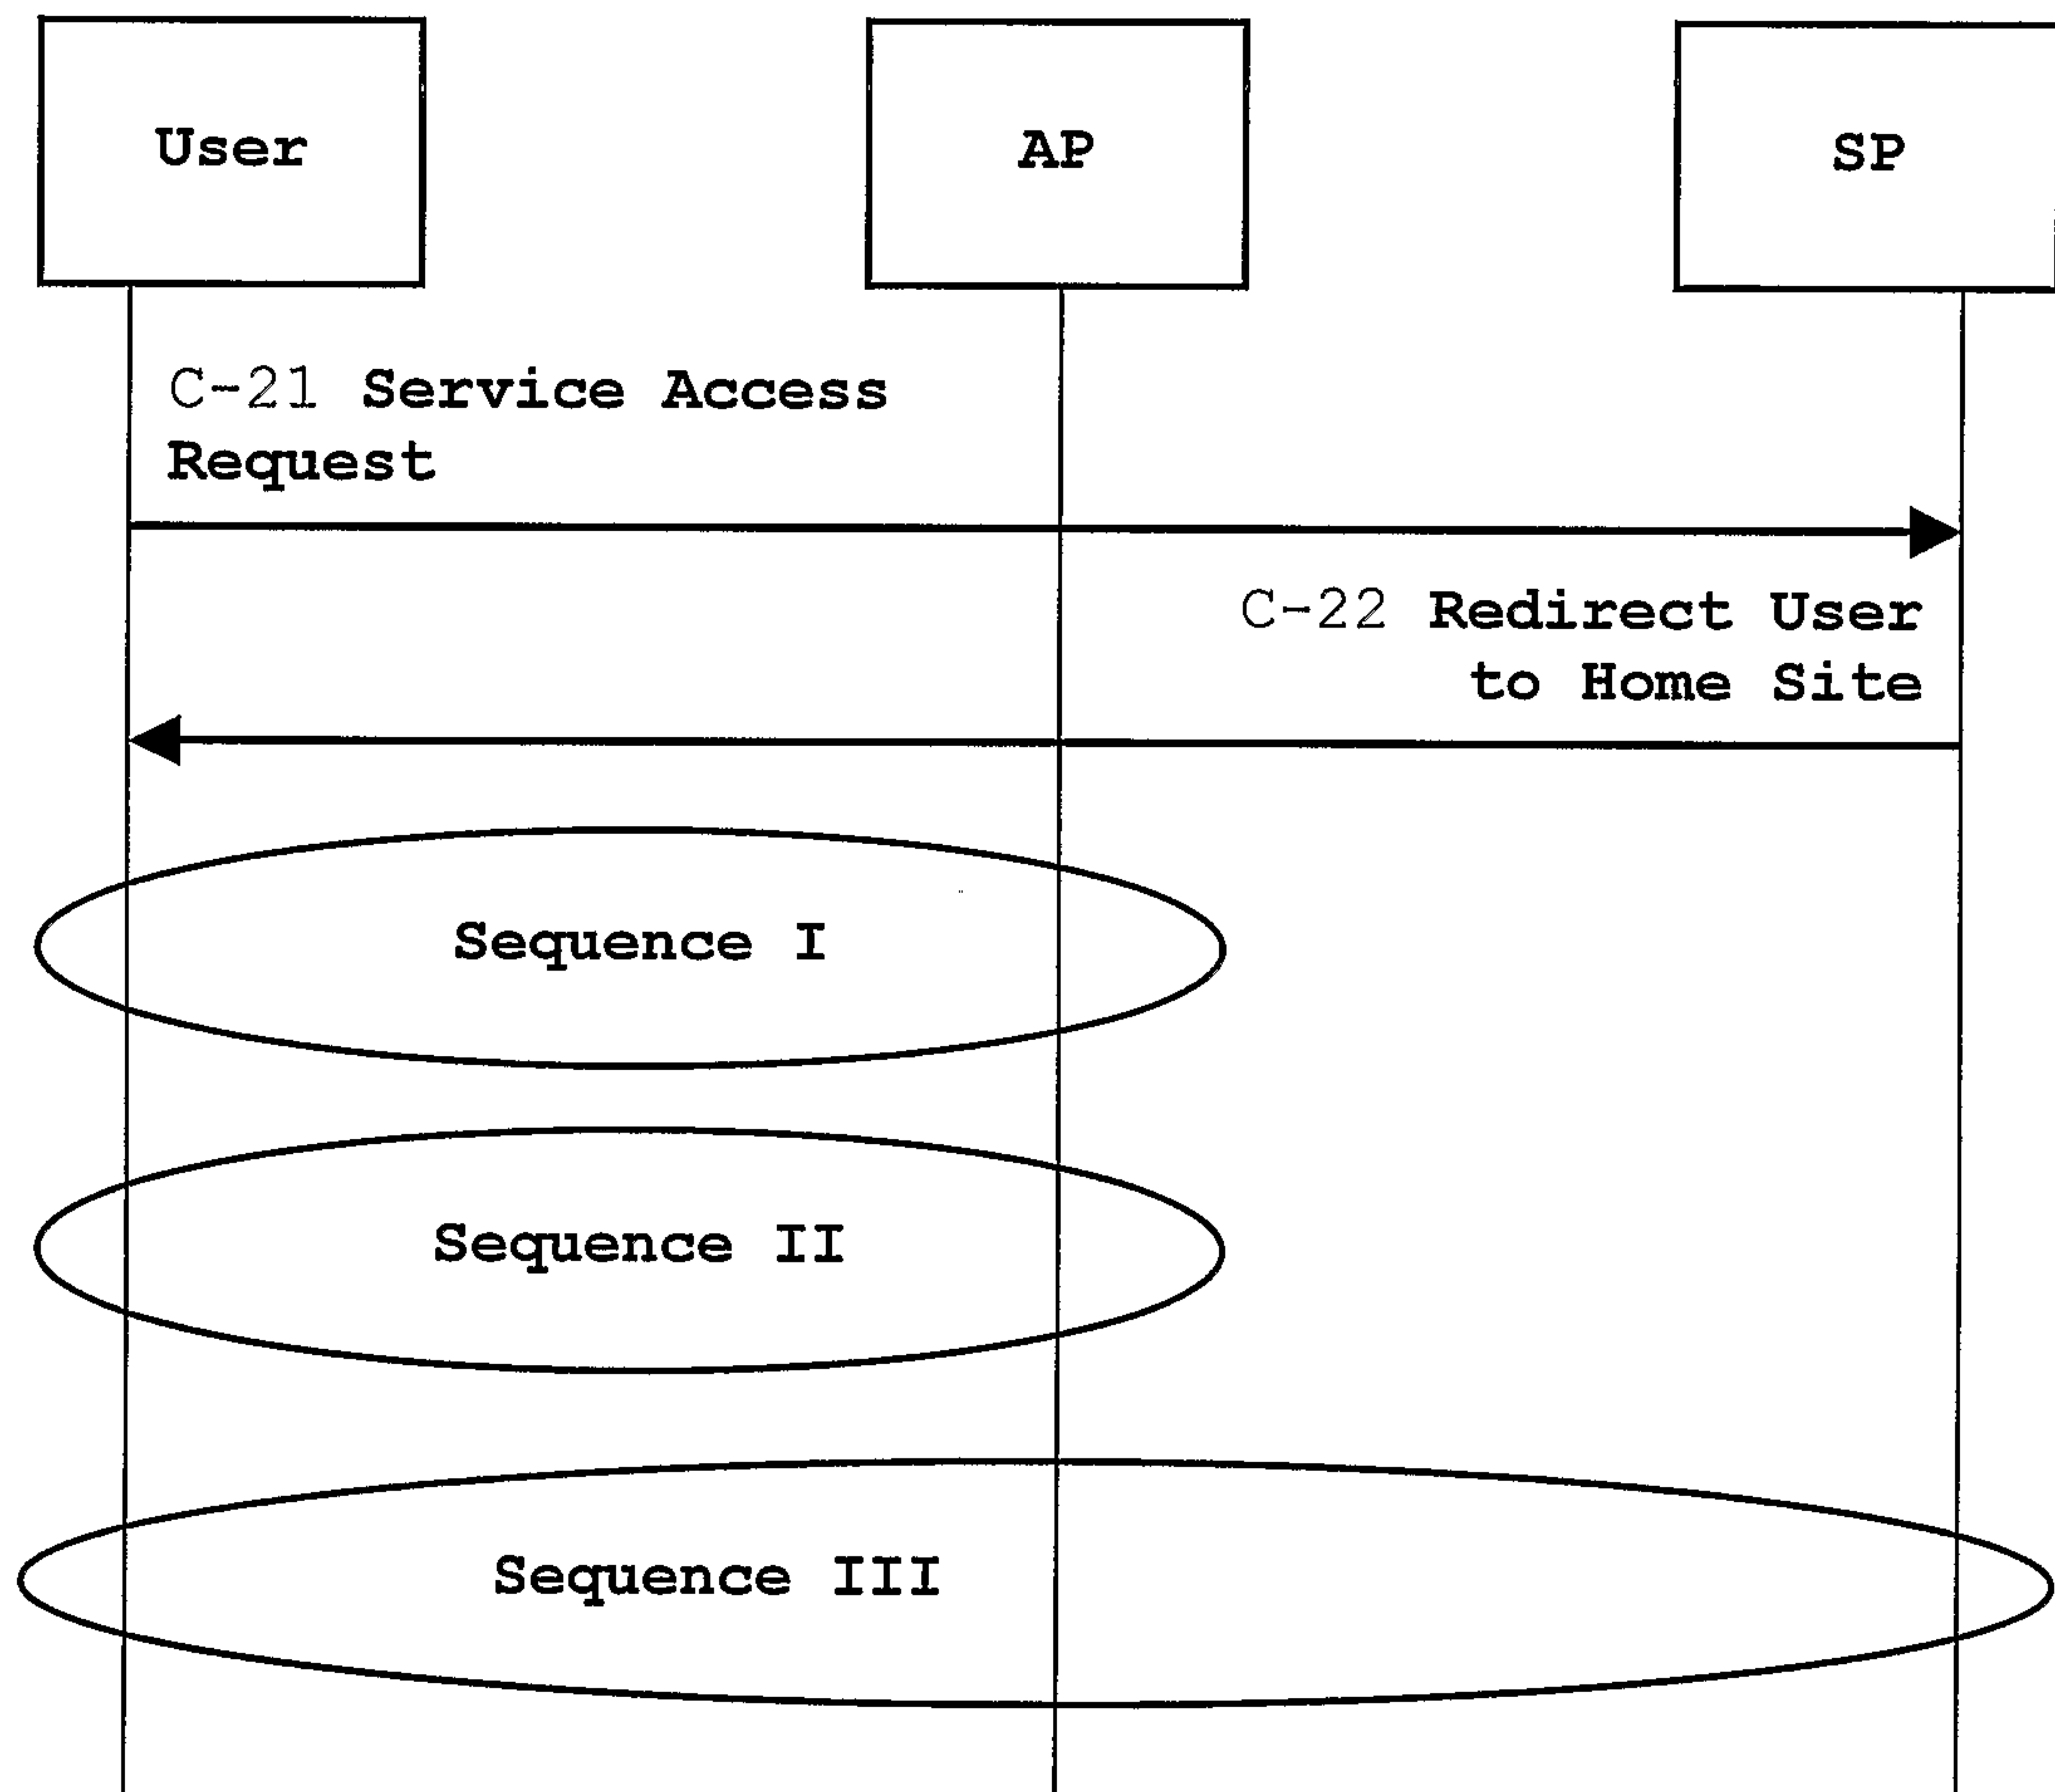 User
AP
SP
C-21 Service Access
Request
C-22 Redirect User
to Home Site
Sequence I
Sequence II
Sequence III